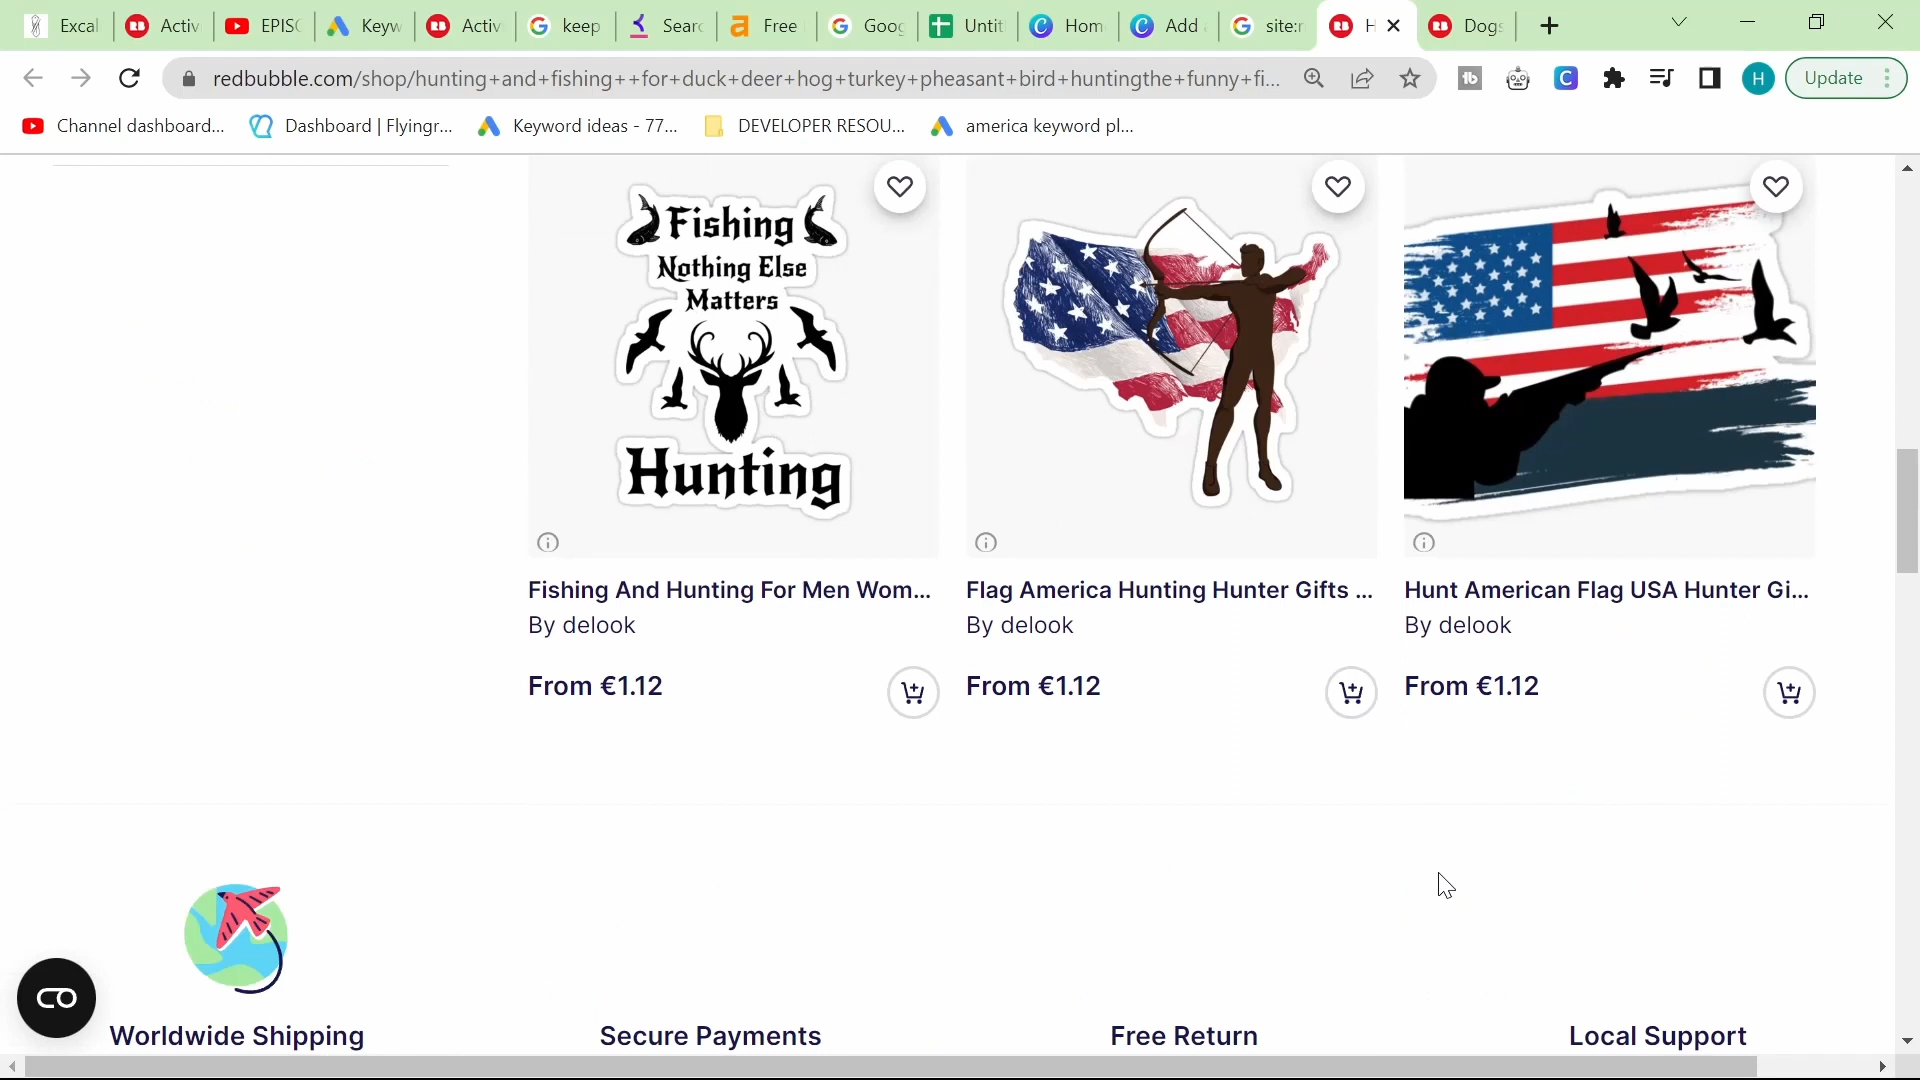 Excal
Activ
EPISO
Keyw
Activ
keep
Searc
Free
Goog
Untit
Hom
Add
site:r
H
Dogs
redbubble.com/shop/hunting+and+fishing++for+duck+deer+hog+turkey+pheasant+bird+huntingthe+funny+fi...
H
Update
Channel dashboard...
Dashboard | Flyingr...
Keyword ideas - 77...
DEVELOPER RESOU...
america keyword pl...
Fishing
Nothing Else
Matters
Hunting
Fishing And Hunting For Men Wom...
By delook
From €1.12
Flag America Hunting Hunter Gifts ...
By delook
From €1.12
Hunt American Flag USA Hunter Gi...
By delook
From €1.12
Worldwide Shipping
Secure Payments
Free Return
Local Support